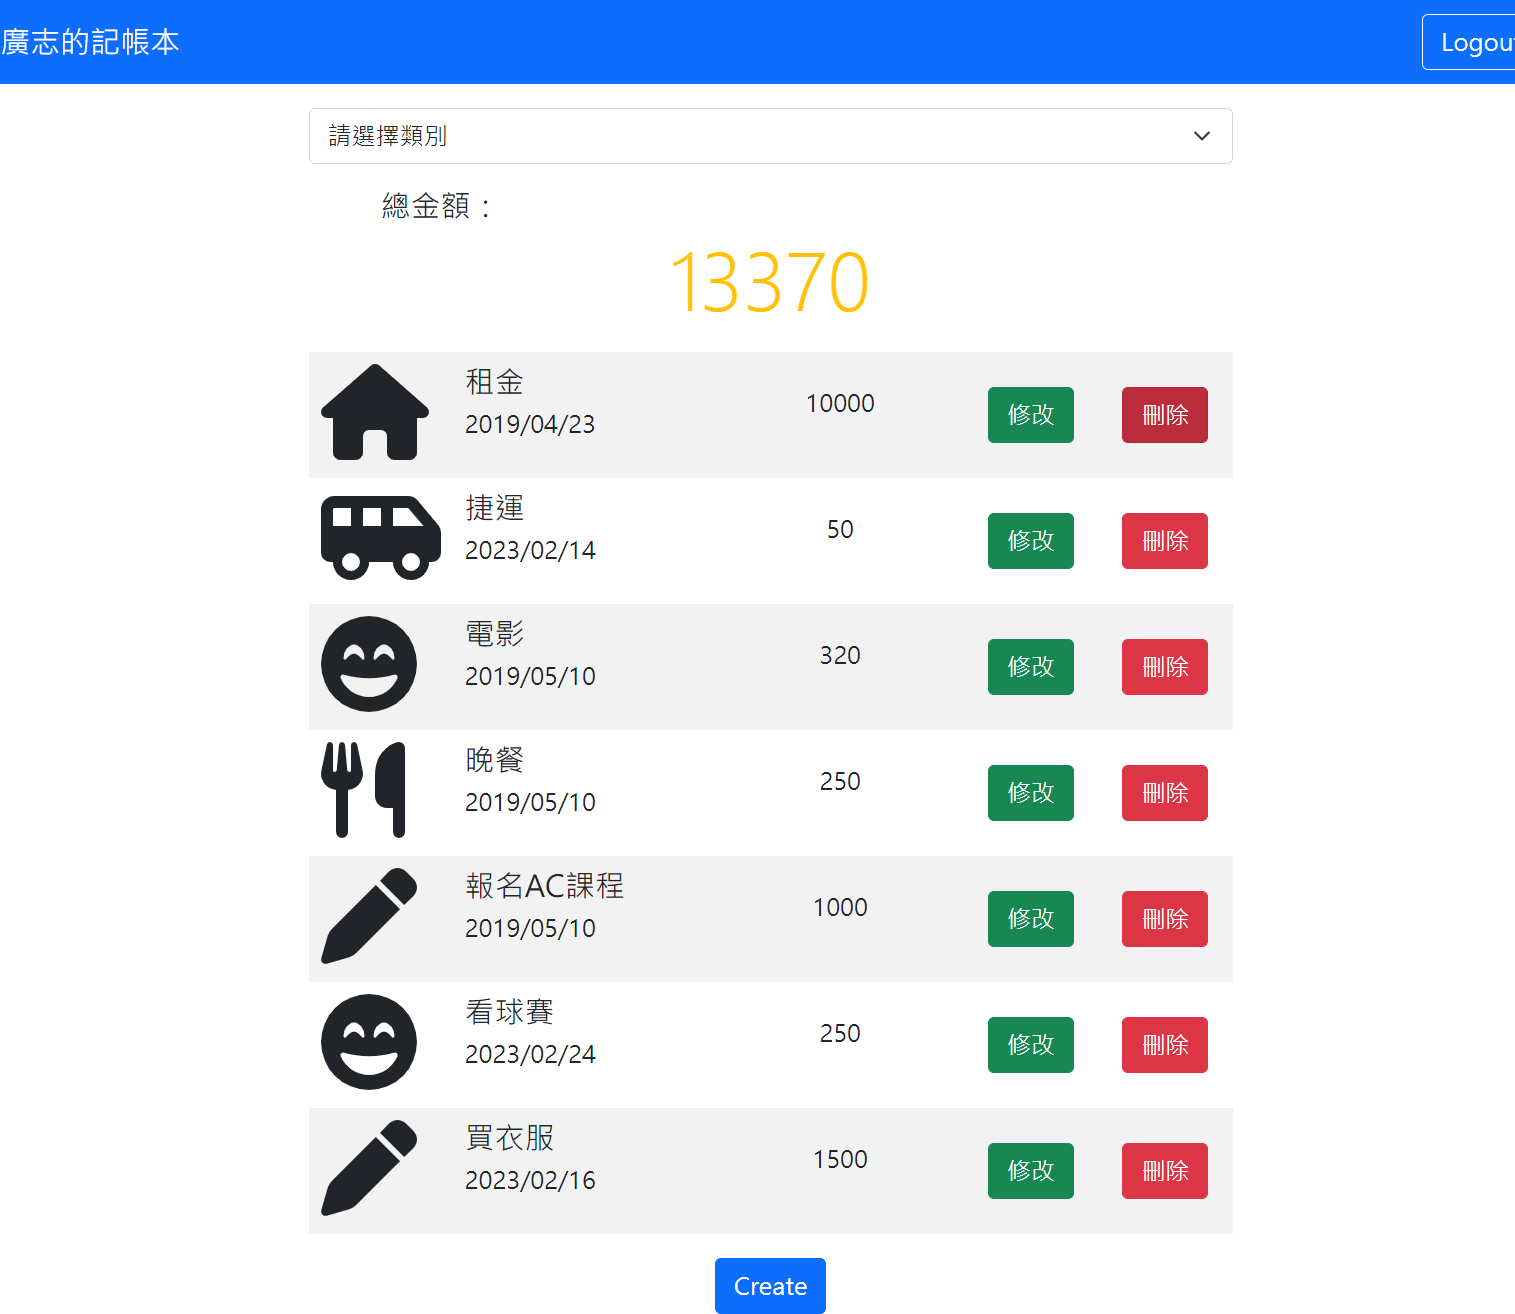 廣志的記帳本
Logout
請選擇類別
總金額：
13370
租金
2019/04/23
10000
修改
刪除
捷運
2023/02/14
50
修改
刪除
電影
2019/05/10
320
修改
刪除
晚餐
2019/05/10
250
修改
刪除
報名AC課程
2019/05/10
1000
修改
刪除
看球賽
2023/02/24
250
修改
刪除
買衣服
2023/02/16
1500
修改
刪除
Create